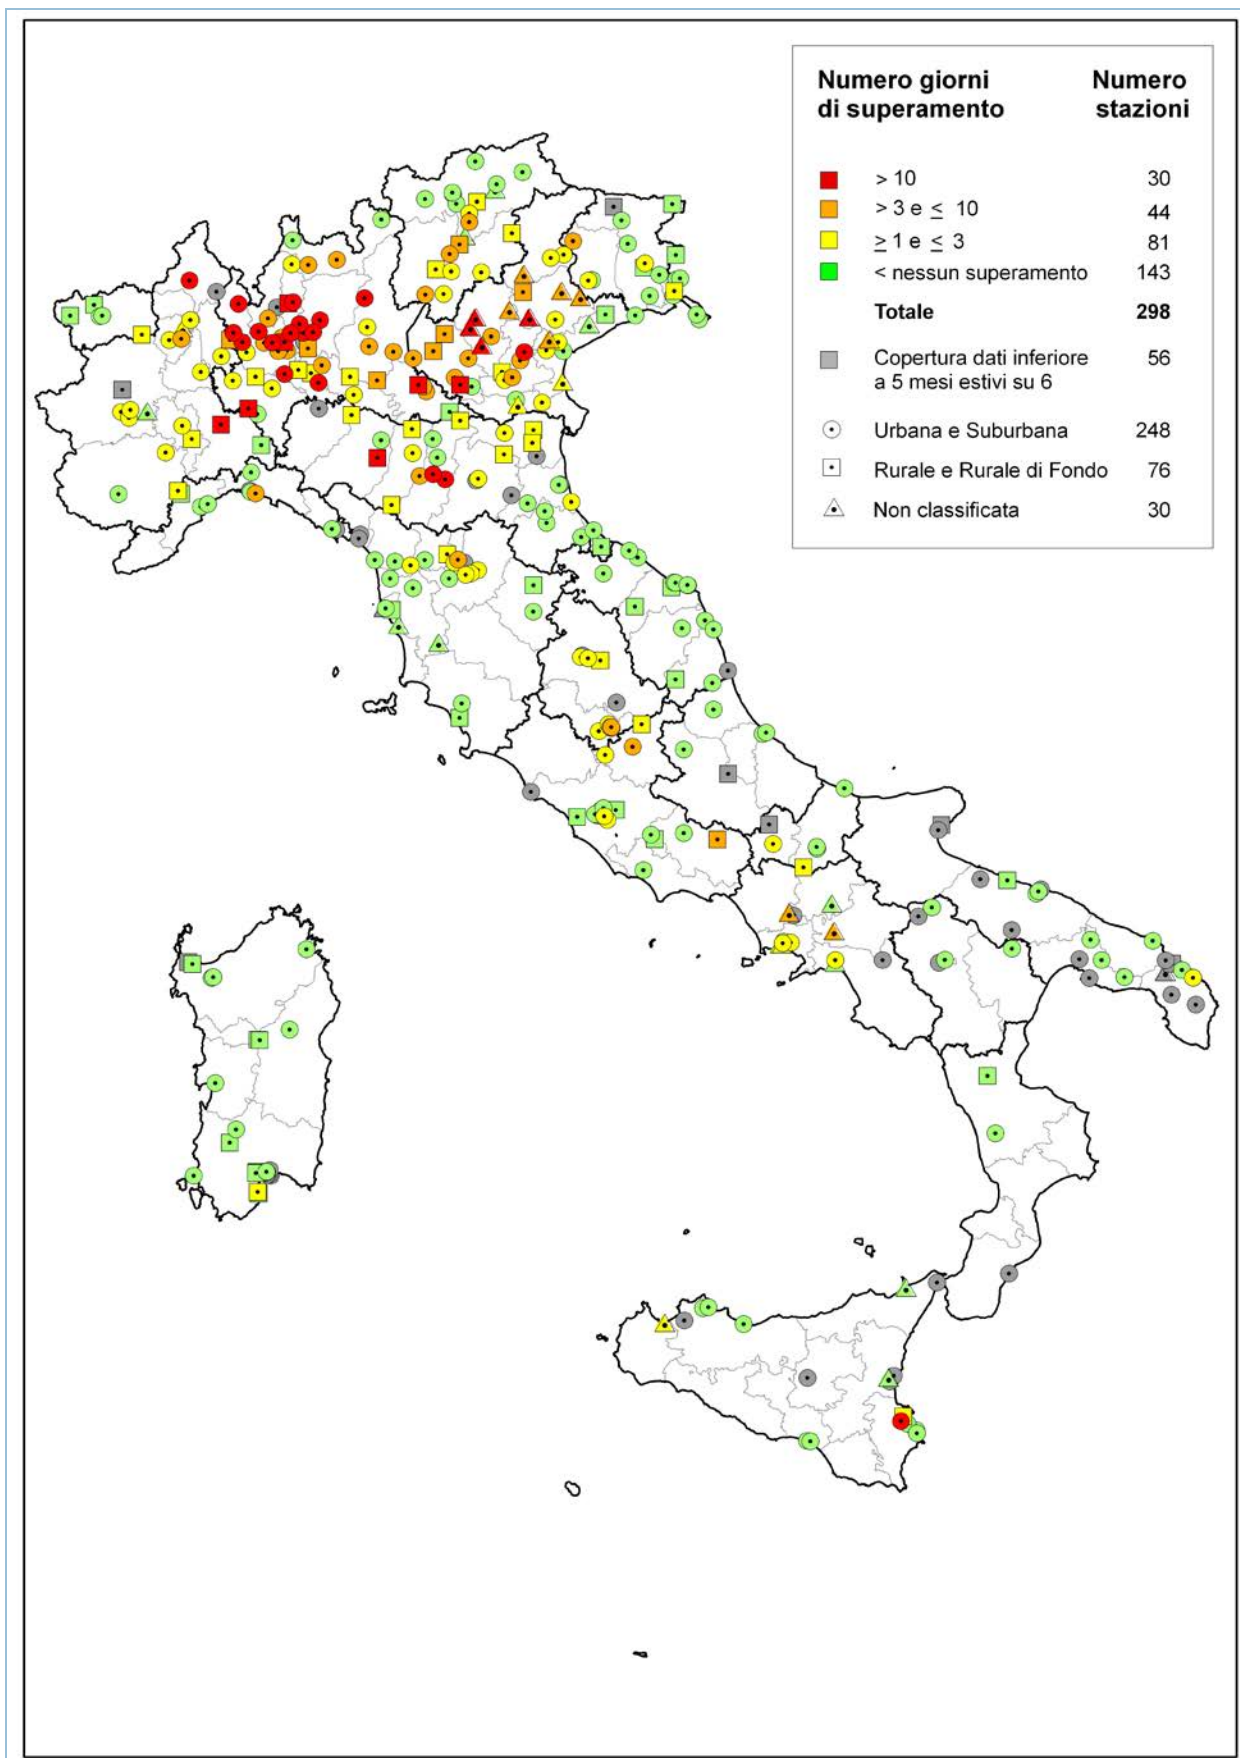 Numero giorni Numero
di superamento stazioni
> 10 30
> 3 e ≤ 10 44
≥ 1 e ≤ 3 81
< nessun superamento 143
Totale 298
Copertura dati inferiore 56
a 5 mesi estivi su 6
Urbana e Suburbana 248
Rurale e Rurale di Fondo 76
Non classificata 30